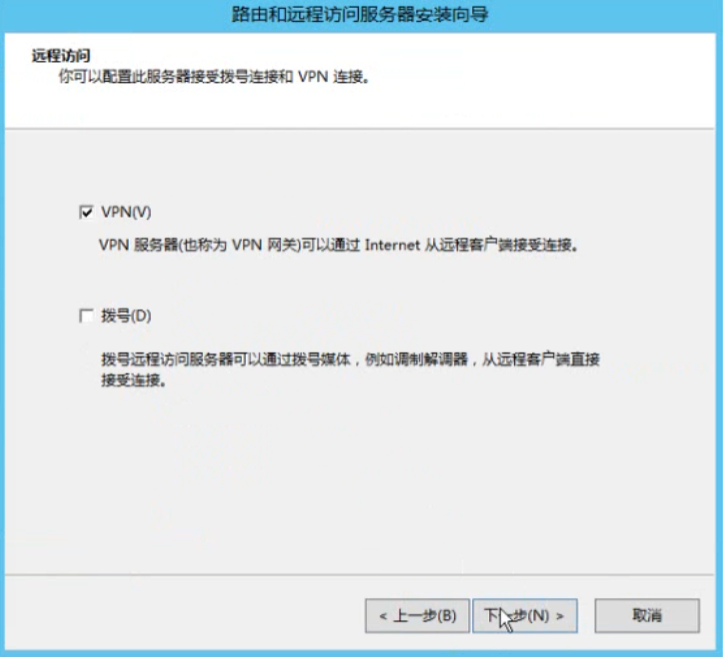 路由和远程访问服务器安装向导
远程访问
你可以配置此服务器接受拨号连接和 VPN 连接。
VPN(V)
VPN 服务器(也称为 VPN 网关)可以通过 Internet 从远程客户端接受连接。
拨号(D)
拨号远程访问服务器可以通过拨号媒体，例如调制解调器，从远程客户端直接
接受连接。
< 上一步(B) 下一步(N) > 取消